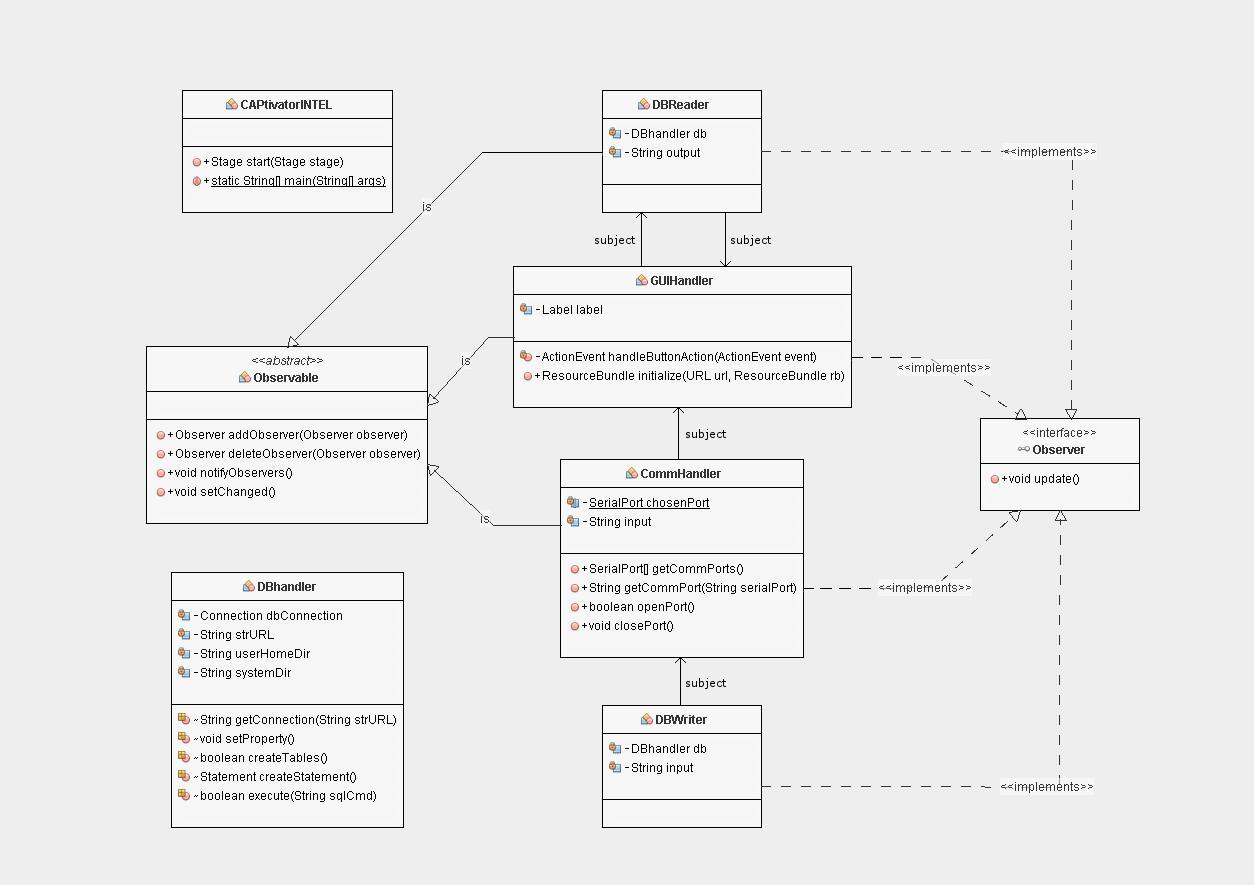 CAPtivatorINTEL
+Stage start(Stage stage)
+static String[] main(String[] args)
DBReader
-DBhandler db
-String output
<<implements>>
is
subject
subject
GUIHandler
-Label label
-ActionEvent handleButtonAction(ActionEvent event)
+ResourceBundle initialize(URL url, ResourceBundle rb)
is
<<implements>>
<<abstract>>
Observable
+Observer addObserver(Observer observer)
+Observer deleteObserver(Observer observer)
+void notifyObservers()
+void setChanged()
subject
<<interface>>
Observer
+void update()
CommHandler
-SerialPort chosenPort
-String input
+SerialPort[] getCommPorts()
+String getCommPort(String serialPort)
+boolean openPort()
+void closePort()
is
<<implements>>
DBhandler
-Connection dbConnection
-String strURL
-String userHomeDir
-String systemDir
~String getConnection(String strURL)
~void setProperty()
~boolean createTables()
~Statement createStatement()
~boolean execute(String sqlCmd)
subject
DBWriter
-DBhandler db
-String input
<<implements>>